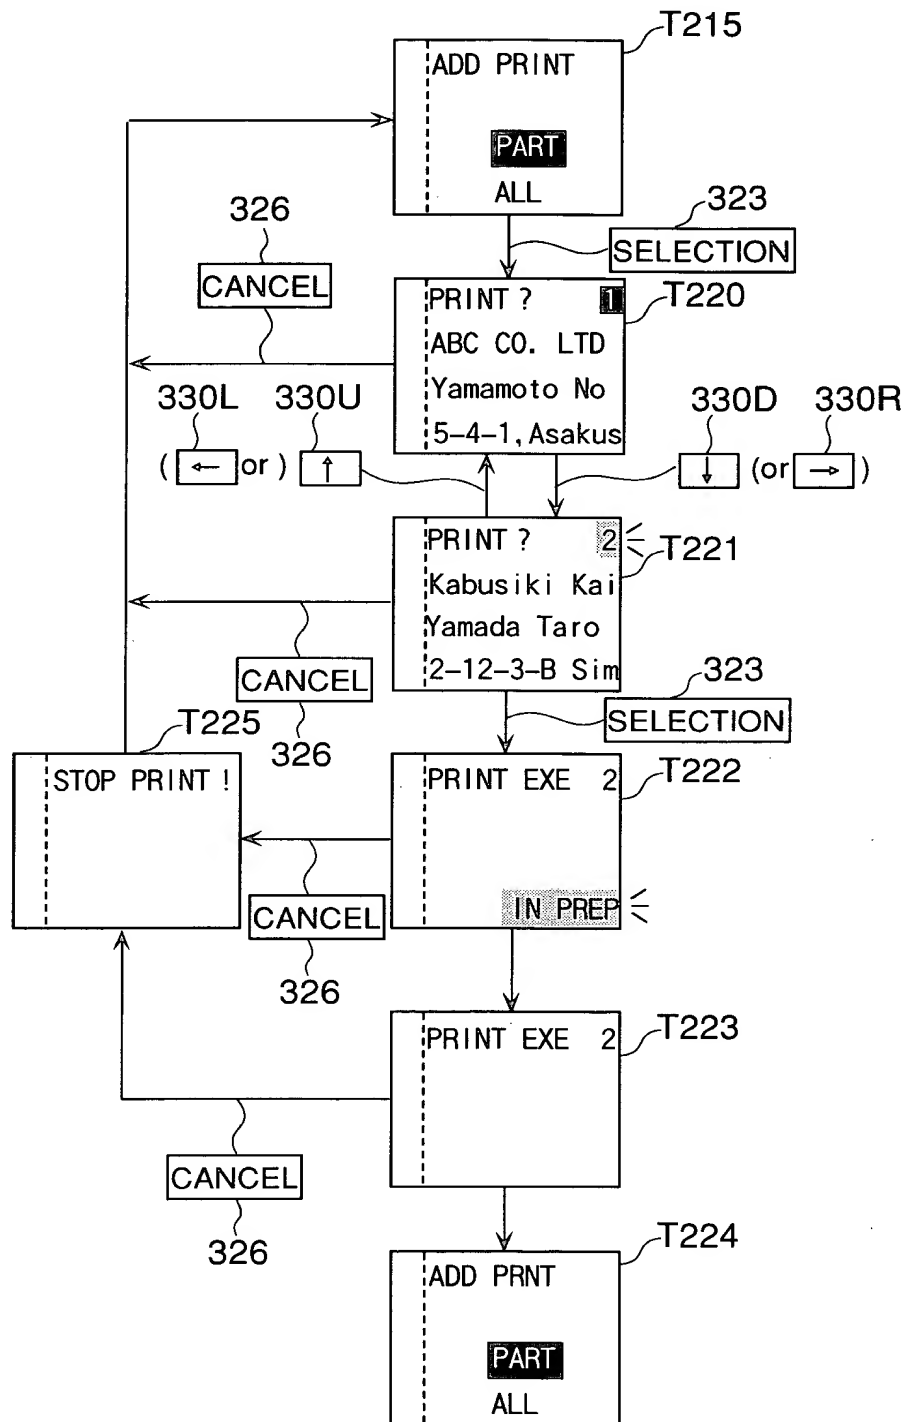 T215
ADD PRINT
PART
ALL
323
SELECTION
326
CANCEL
T220
PRINT ? 1
ABC CO. LTD
Yamamoto No
5-4-1, Asakus
330L 330U
( ← or ) ↑
330D 330R
↓ (or → )
T221
PRINT ? 2
Kabusiki Kai
Yamada Taro
2-12-3-B Sim
CANCEL
326
323
SELECTION
T225
STOP PRINT !
T222
PRINT EXE 2
IN PREP
CANCEL
326
T223
PRINT EXE 2
CANCEL
326
T224
ADD PRNT
PART
ALL